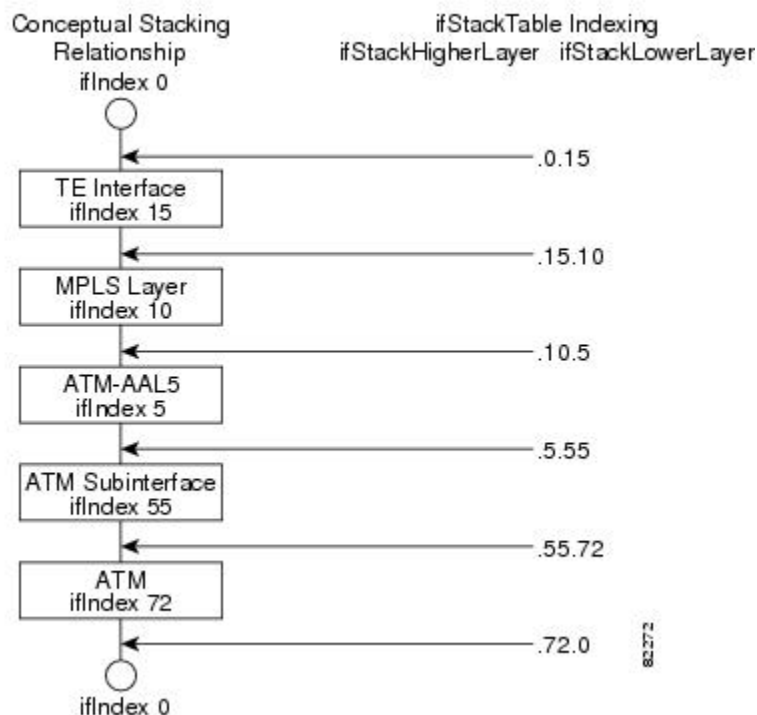 Conceptual Stacking
Relationship
ifIndex 0
ifStackTable Indexing
ifStackHigherLayer ifStackLowerLayer
.0.15
TE Interface
ifIndex 15
.15.10
MPLS Layer
ifIndex 10
.10.5
ATM-AAL5
ifIndex 5
.5.55
ATM Subinterface
ifIndex 55
.55.72
ATM
ifIndex 72
.72.0
82272
ifIndex 0